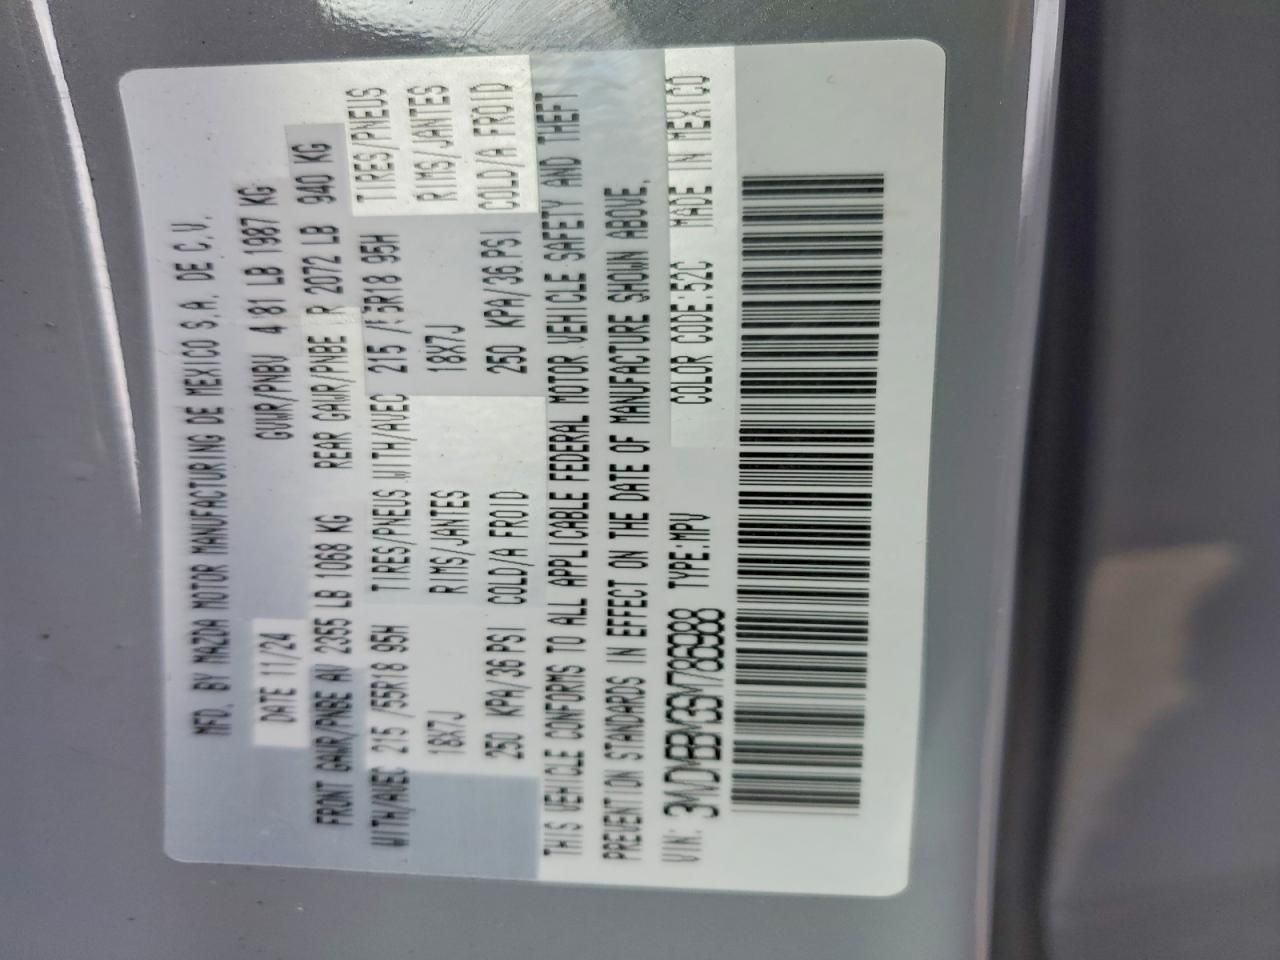 MFD. BY MAZDA MOTOR MANUFACTURING DE MEXICO S.A. DE C.V.
DATE 11/24 GVWR/PNBV 4 81 LB 1987 KG
FRONT GAWR/PNBE AV 2355 LB 1068 KG REAR GAWR/PNBE R 2072 LB 940 KG
WITH/AVEC 215 /55R18 95H TIRES/PNEUS WITH/AVEC 215 /55R18 95H TIRES/PNEUS
18X7J RIMS/JANTES 18X7J RIMS/JANTES
250 KPA/36 PSI COLD/A FROID 250 KPA/36 PSI COLD/A FROID
THIS VEHICLE CONFORMS TO ALL APPLICABLE FEDERAL MOTOR VEHICLE SAFETY AND THEFT
PREVENTION STANDARDS IN EFFECT ON THE DATE OF MANUFACTURE SHOWN ABOVE.
VIN: 3MVDMBBM3SM786988 TYPE:MPV COLOR CODE:52C MADE IN MEXICO